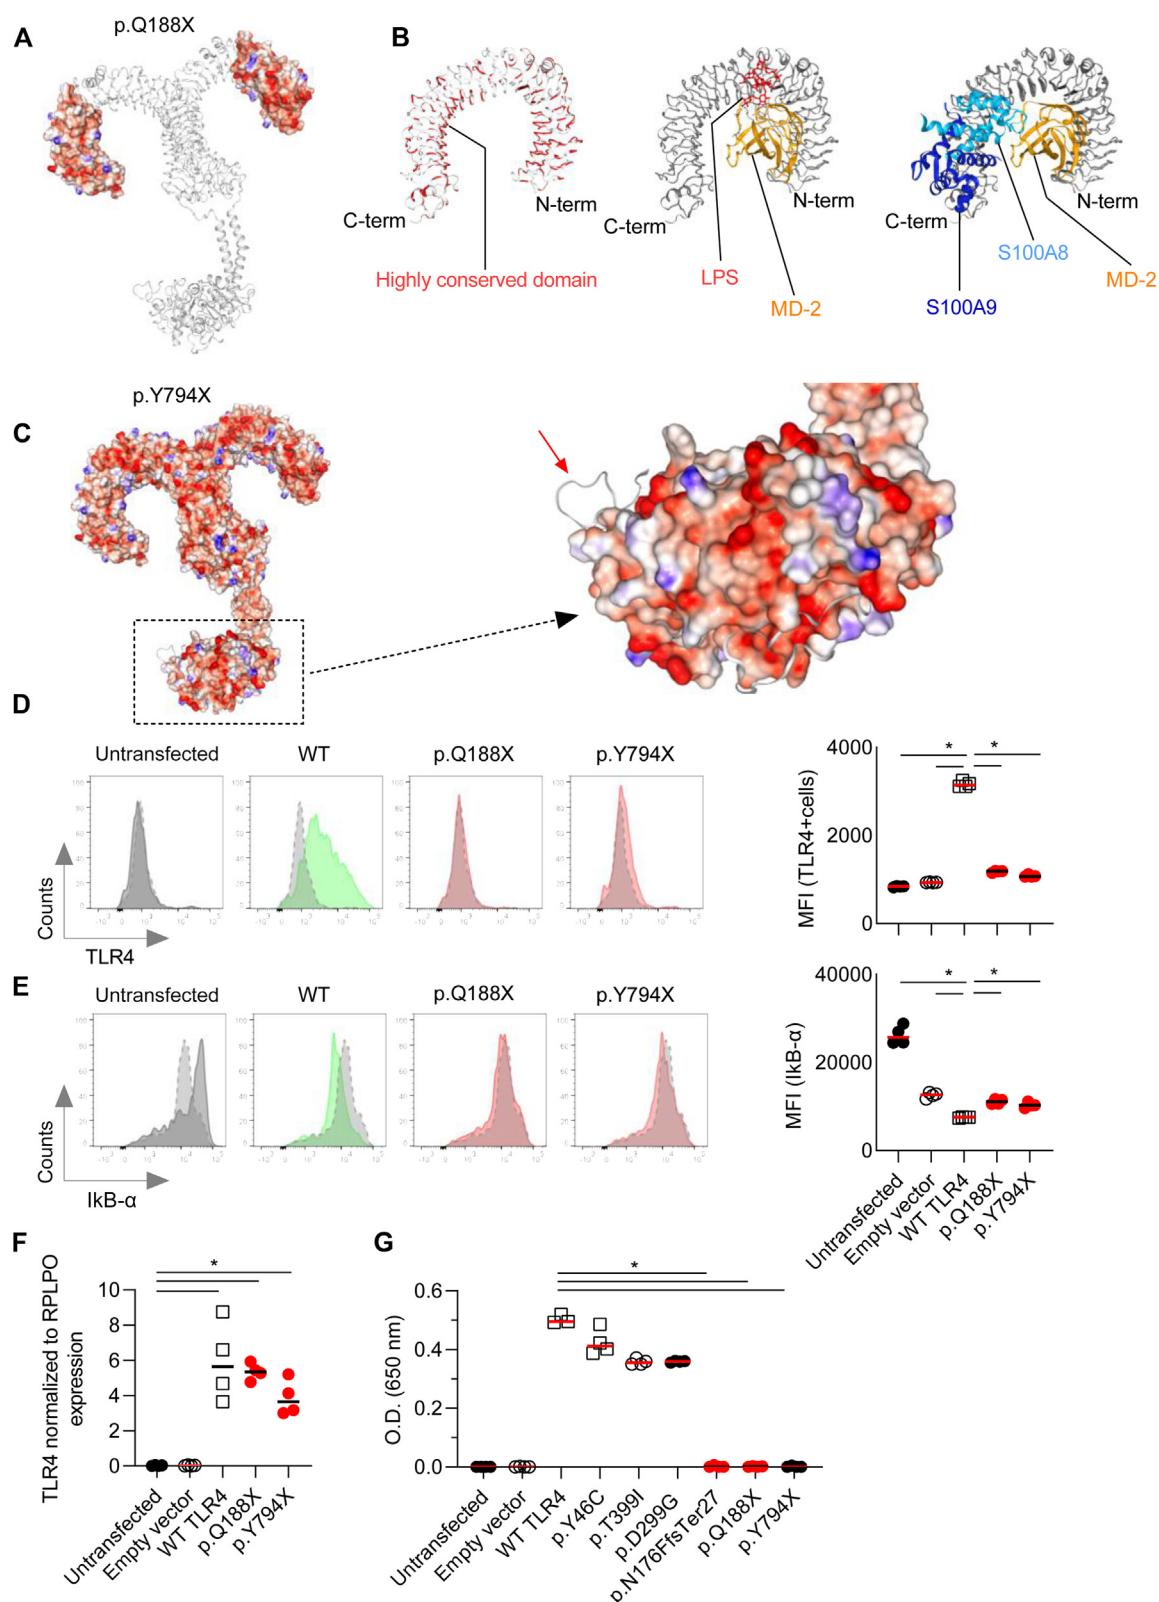 A
p.Q188X
B
C-term
N-term
Highly conserved domain
C-term
N-term
LPS
MD-2
C-term
N-term
S100A8
MD-2
S100A9
C
p.Y794X
D
Untransfected
WT
p.Q188X
p.Y794X
Counts
TLR4
MFI (TLR4+cells)
4000
2000
0
* *
E
Untransfected
WT
p.Q188X
p.Y794X
Counts
IkB-α
MFI (IkB-α)
40000
20000
0
* *
Untransfected
Empty vector
WT TLR4
p.Q188X
p.Y794X
F
TLR4 normalized to RPLPO
expression
10
8
6
4
2
0
*
Untransfected
Empty vector
WT TLR4
p.Q188X
p.Y794X
G
O.D. (650 nm)
0.6
0.4
0.2
0.0
*
Untransfected
Empty vector
WT TLR4
p.Y46C
p.T399I
p.D299G
p.N176FfsTer27
p.Q188X
p.Y794X